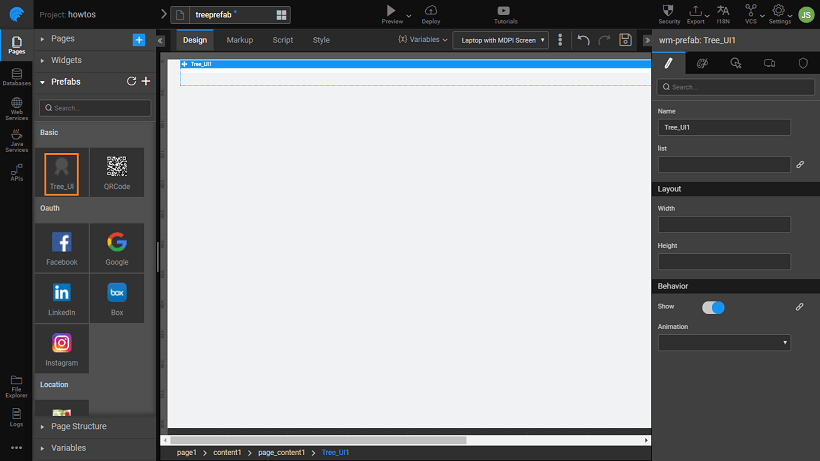 Project: howtos
treeprefab *
Preview
Deploy
Tutorials
Security
Export
I18N
VCS
Settings
JS
Pages
Databases
Web
Services
Java
Services
APIs
File
Explorer
Logs
Pages
Widgets
Prefabs
Search...
Basic
Tree_UI
QRCode
Oauth
Facebook
Google
LinkedIn
Box
Instagram
Location
Page Structure
Variables
Design
Markup
Script
Style
{x} Variables
Laptop with MDPI Screen
Tree_UI1
page1 > content1 > page_content1 > Tree_UI1
wm-prefab: Tree_UI1
Search...
Name
Tree_UI1
list
Layout
Width
Height
Behavior
Show
Animation